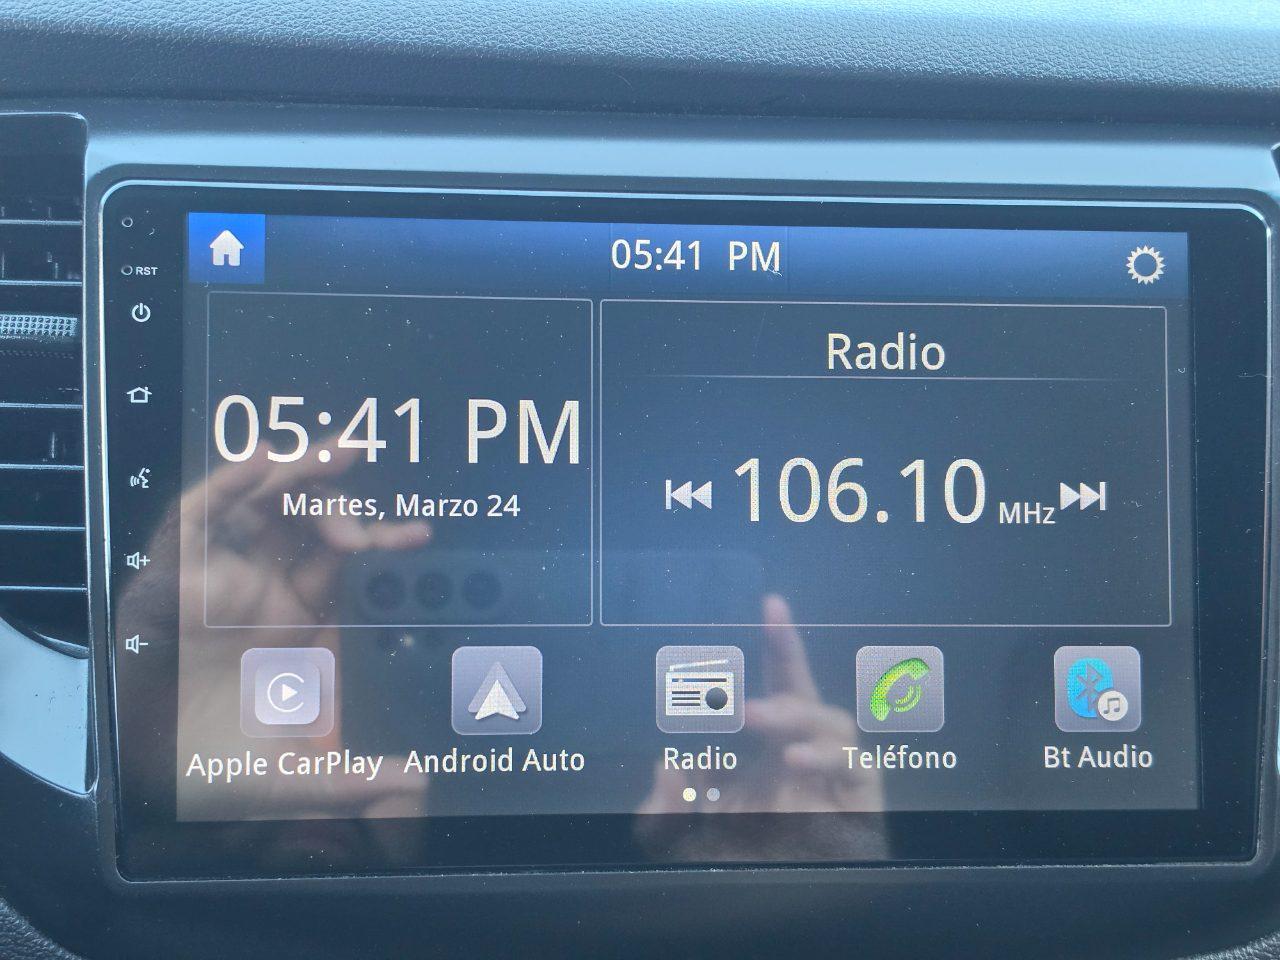 05:41 PM
RST
05:41 PM
Martes, Marzo 24
Radio
106.10 MHz
Apple CarPlay
Android Auto
Radio
Teléfono
Bt Audio